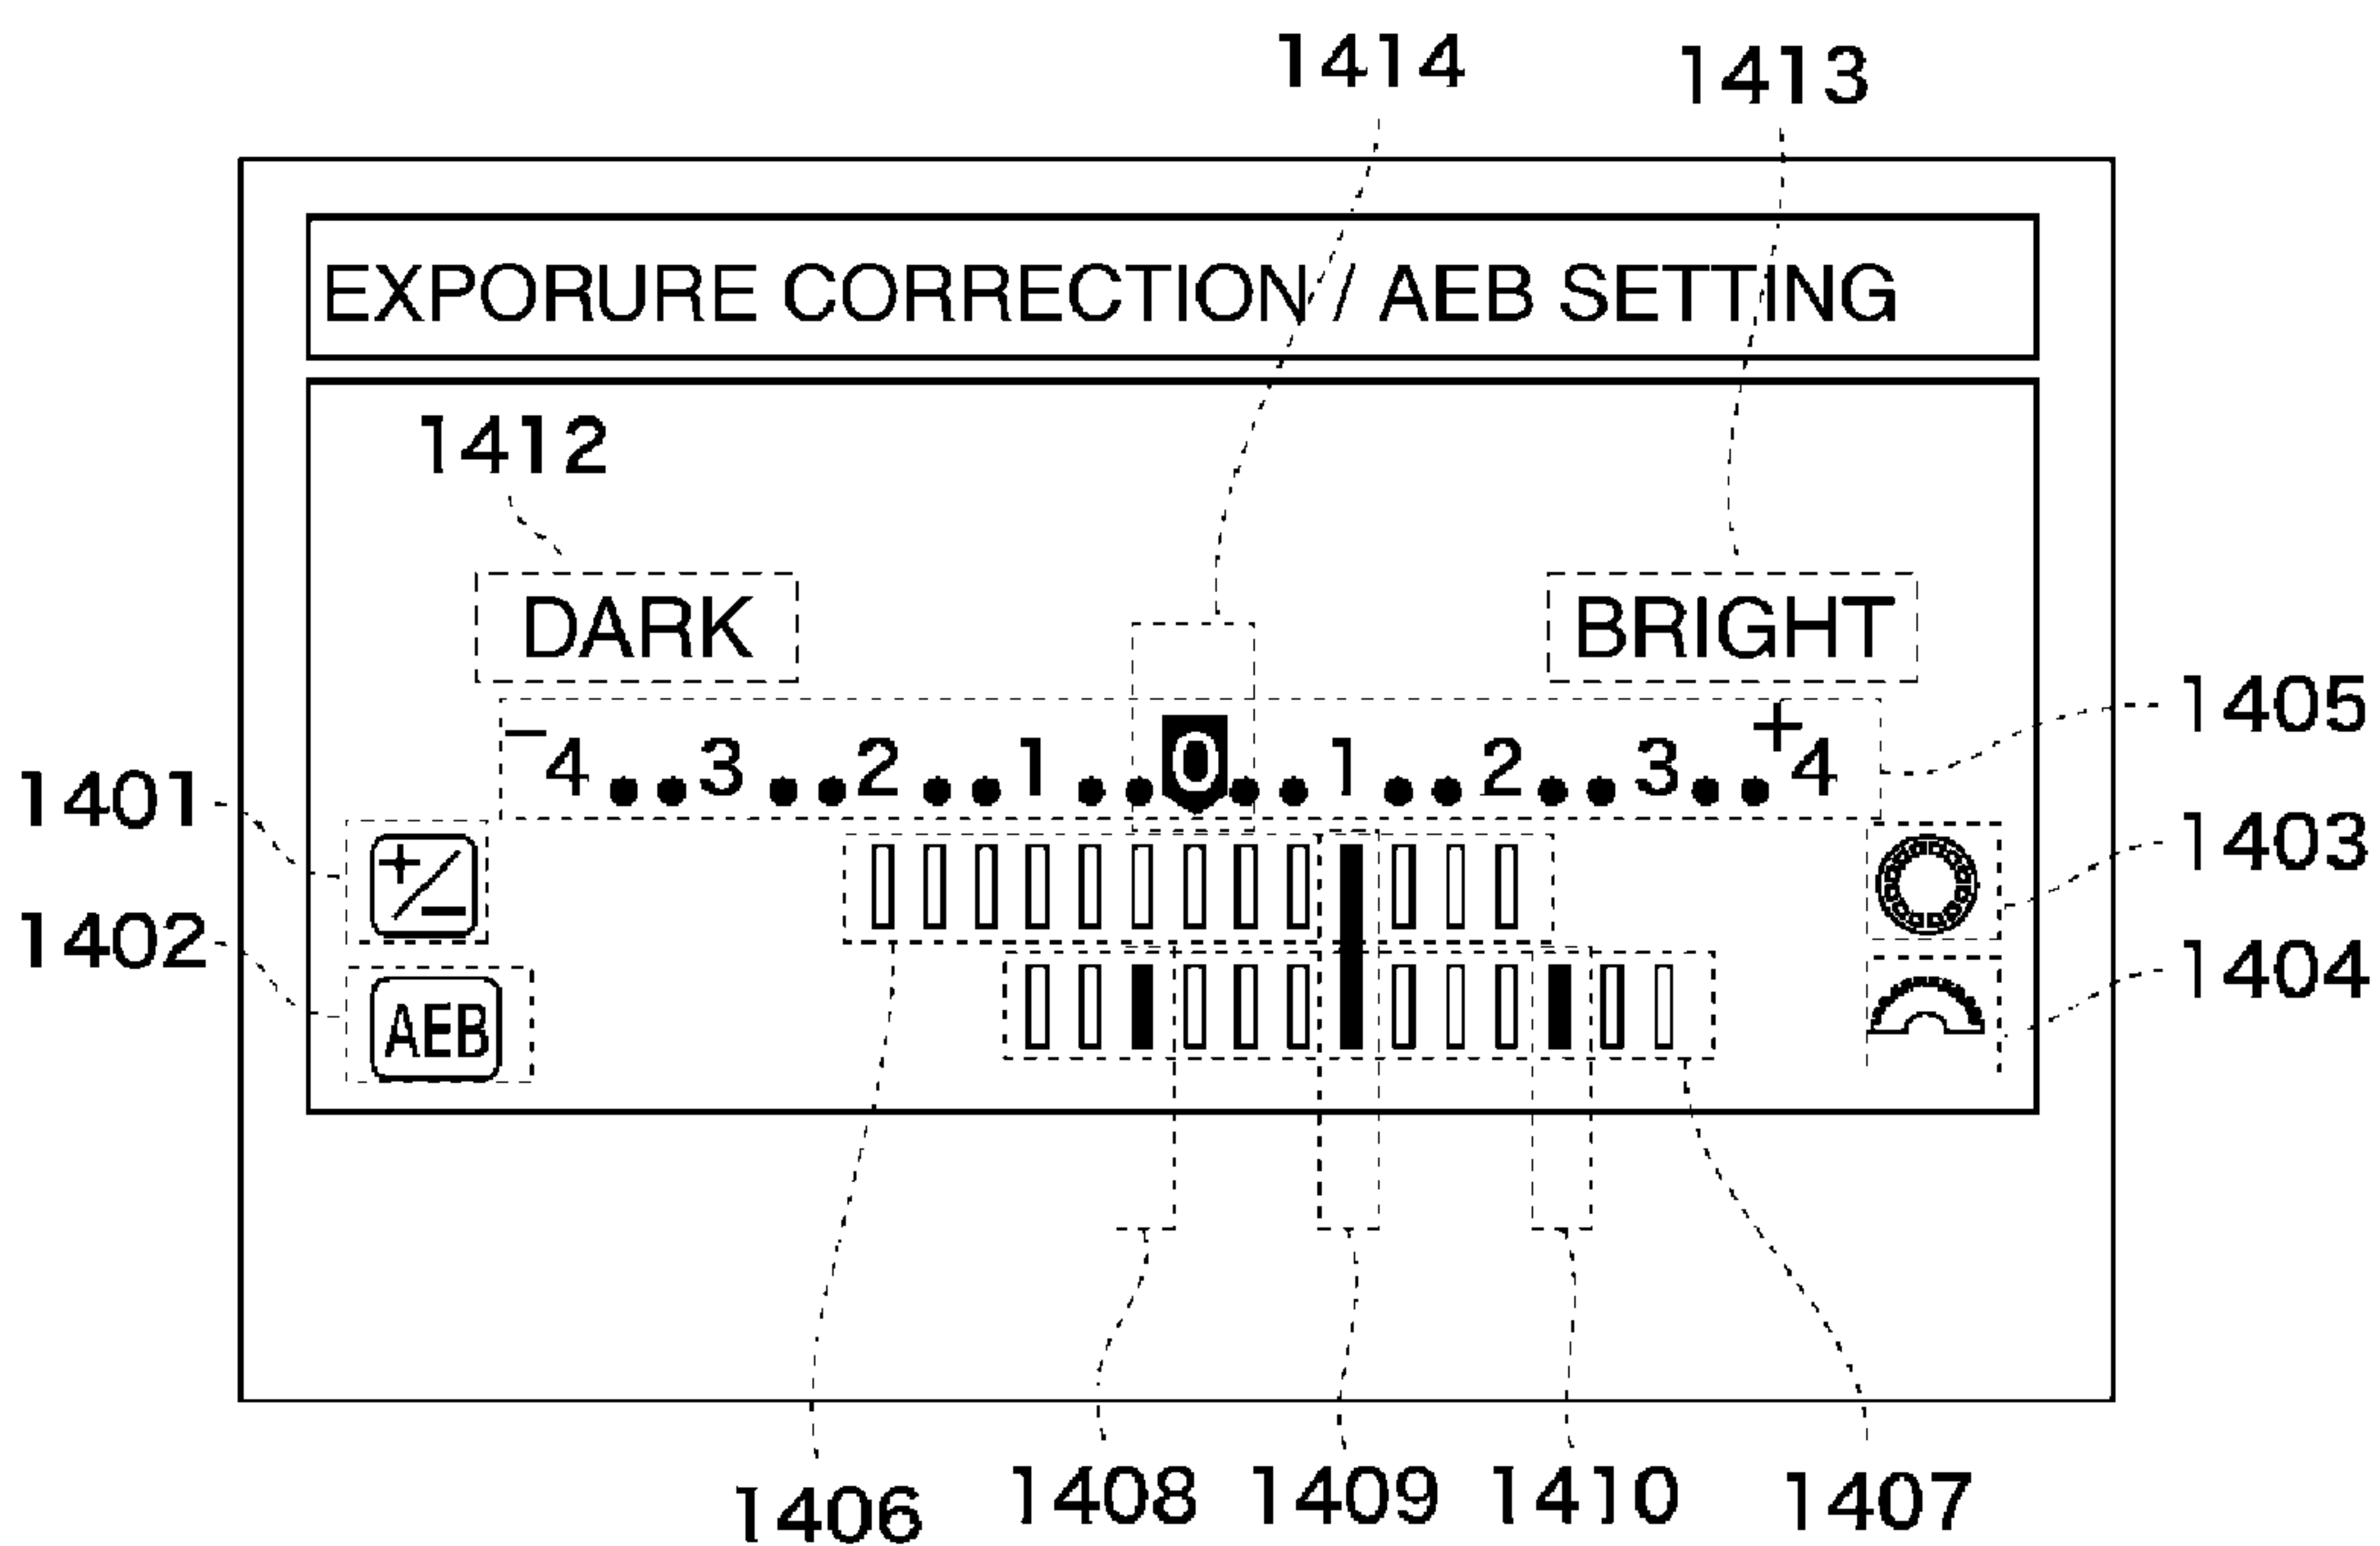 1414 1413
EXPORURE CORRECTION / AEB SETTING
1412
DARK BRIGHT
1405
−4..3..2..1..0..1..2..3..+4
1401 +/− 1403
1402 AEB 1404
1406 1408 1409 1410 1407